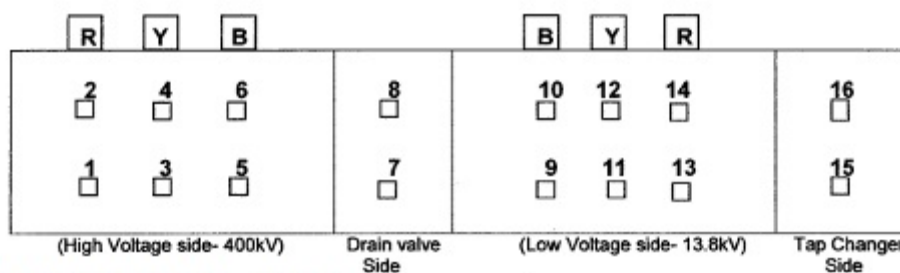 R Y B B Y R
2 4 6 8 10 12 14 16
1 3 5 7 9 11 13 15
(High Voltage side- 400kV) Drain valve Side (Low Voltage side- 13.8kV) Tap Changer Side